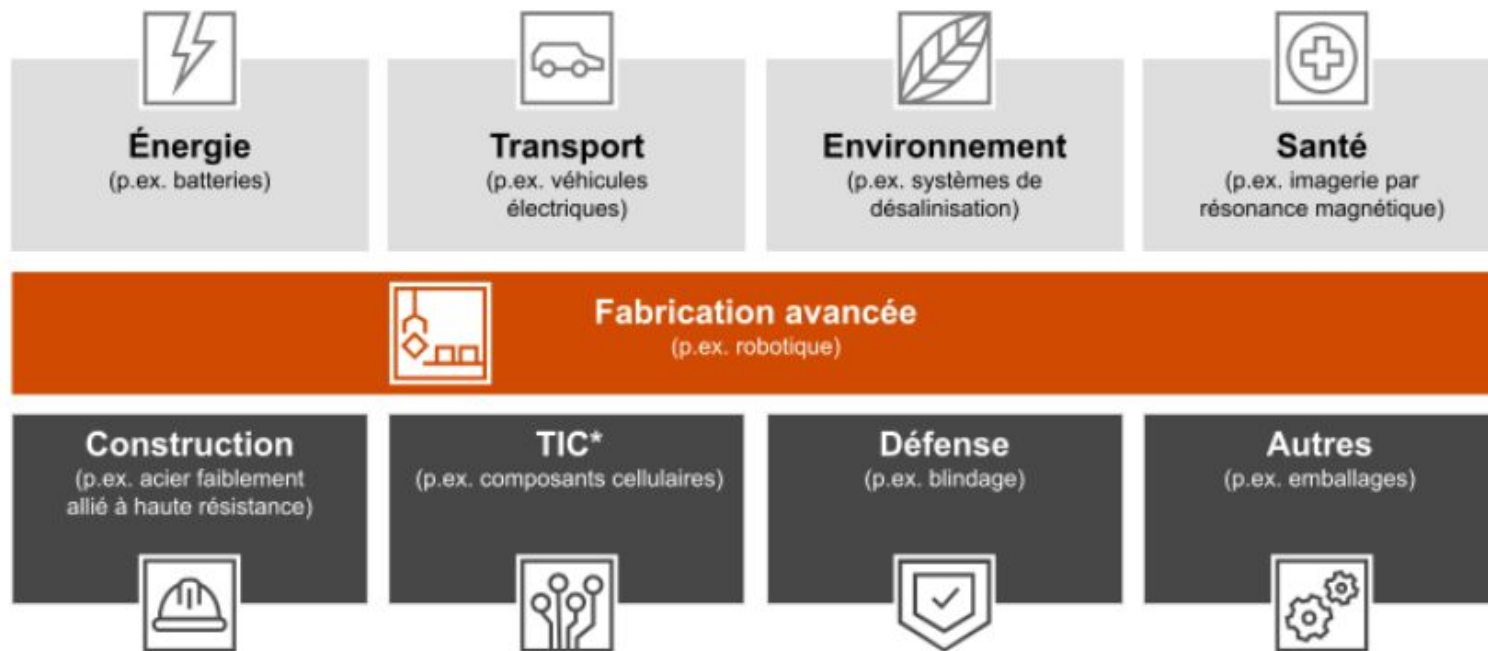 Énergie
(p.ex. batteries)
Transport
(p.ex. véhicules
électriques)
Environnement
(p.ex. systèmes de
désalinisation)
Santé
(p.ex. imagerie par
résonance magnétique)
Fabrication avancée
(p.ex. robotique)
Construction
(p.ex. acier faiblement
allié à haute résistance)
TIC*
(p.ex. composants cellulaires)
Défense
(p.ex. blindage)
Autres
(p.ex. emballages)